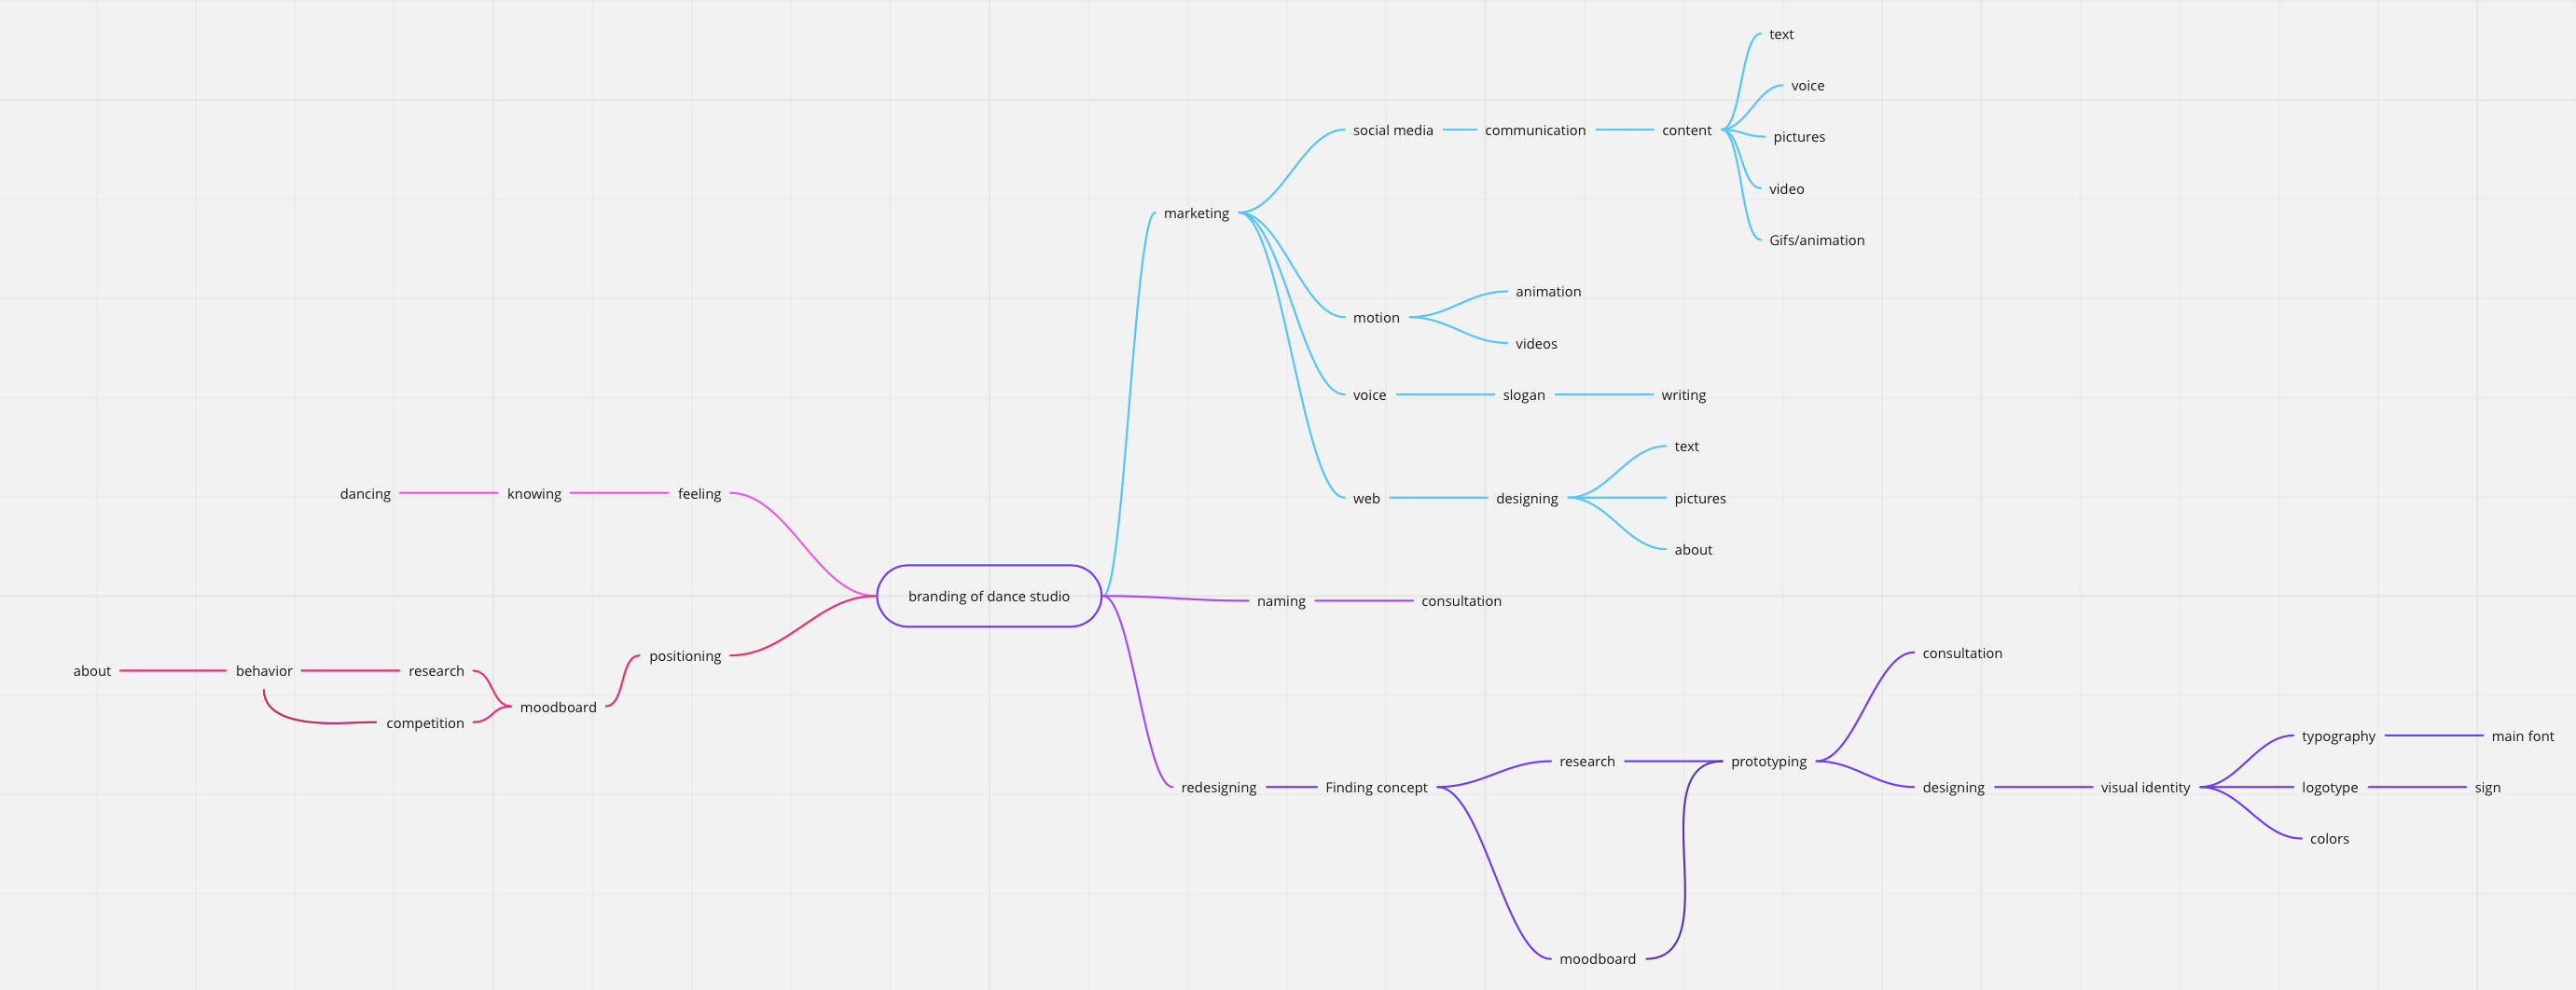 text
voice
social media
communication
content
pictures
video
marketing
Gifs/animation
animation
motion
videos
voice
slogan
writing
text
dancing
knowing
feeling
web
designing
pictures
about
branding of dance studio
naming
consultation
positioning
consultation
about
behavior
research
moodboard
competition
typography
main font
research
prototyping
redesigning
Finding concept
designing
visual identity
logotype
sign
colors
moodboard